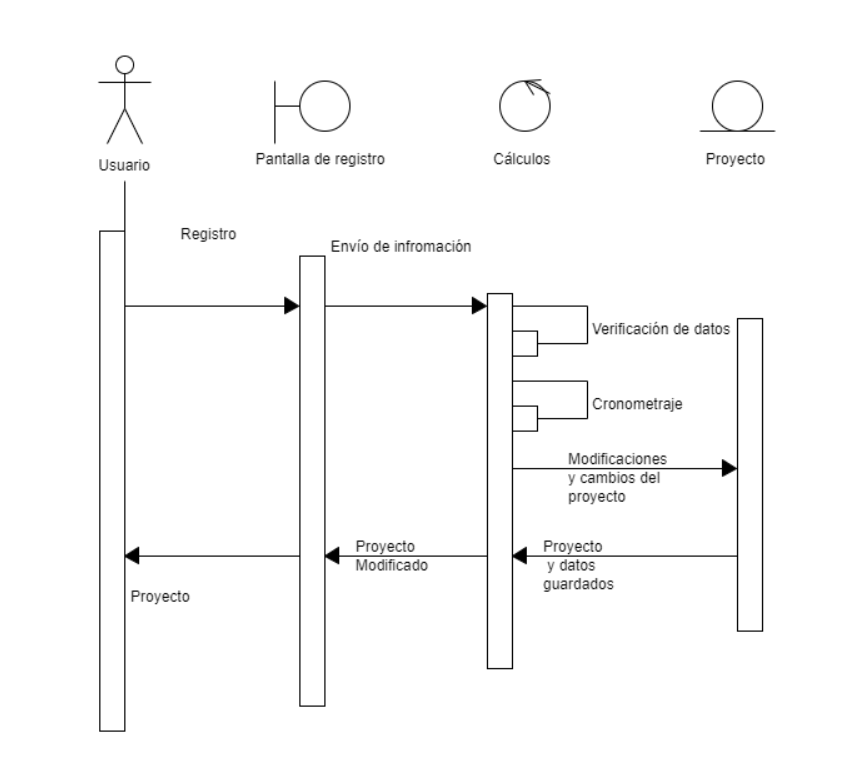 Usuario
Pantalla de registro
Cálculos
Proyecto
Registro
Envío de infromación
Verificación de datos
Cronometraje
Modificaciones
y cambios del
proyecto
Proyecto
Modificado
Proyecto
y datos
guardados
Proyecto